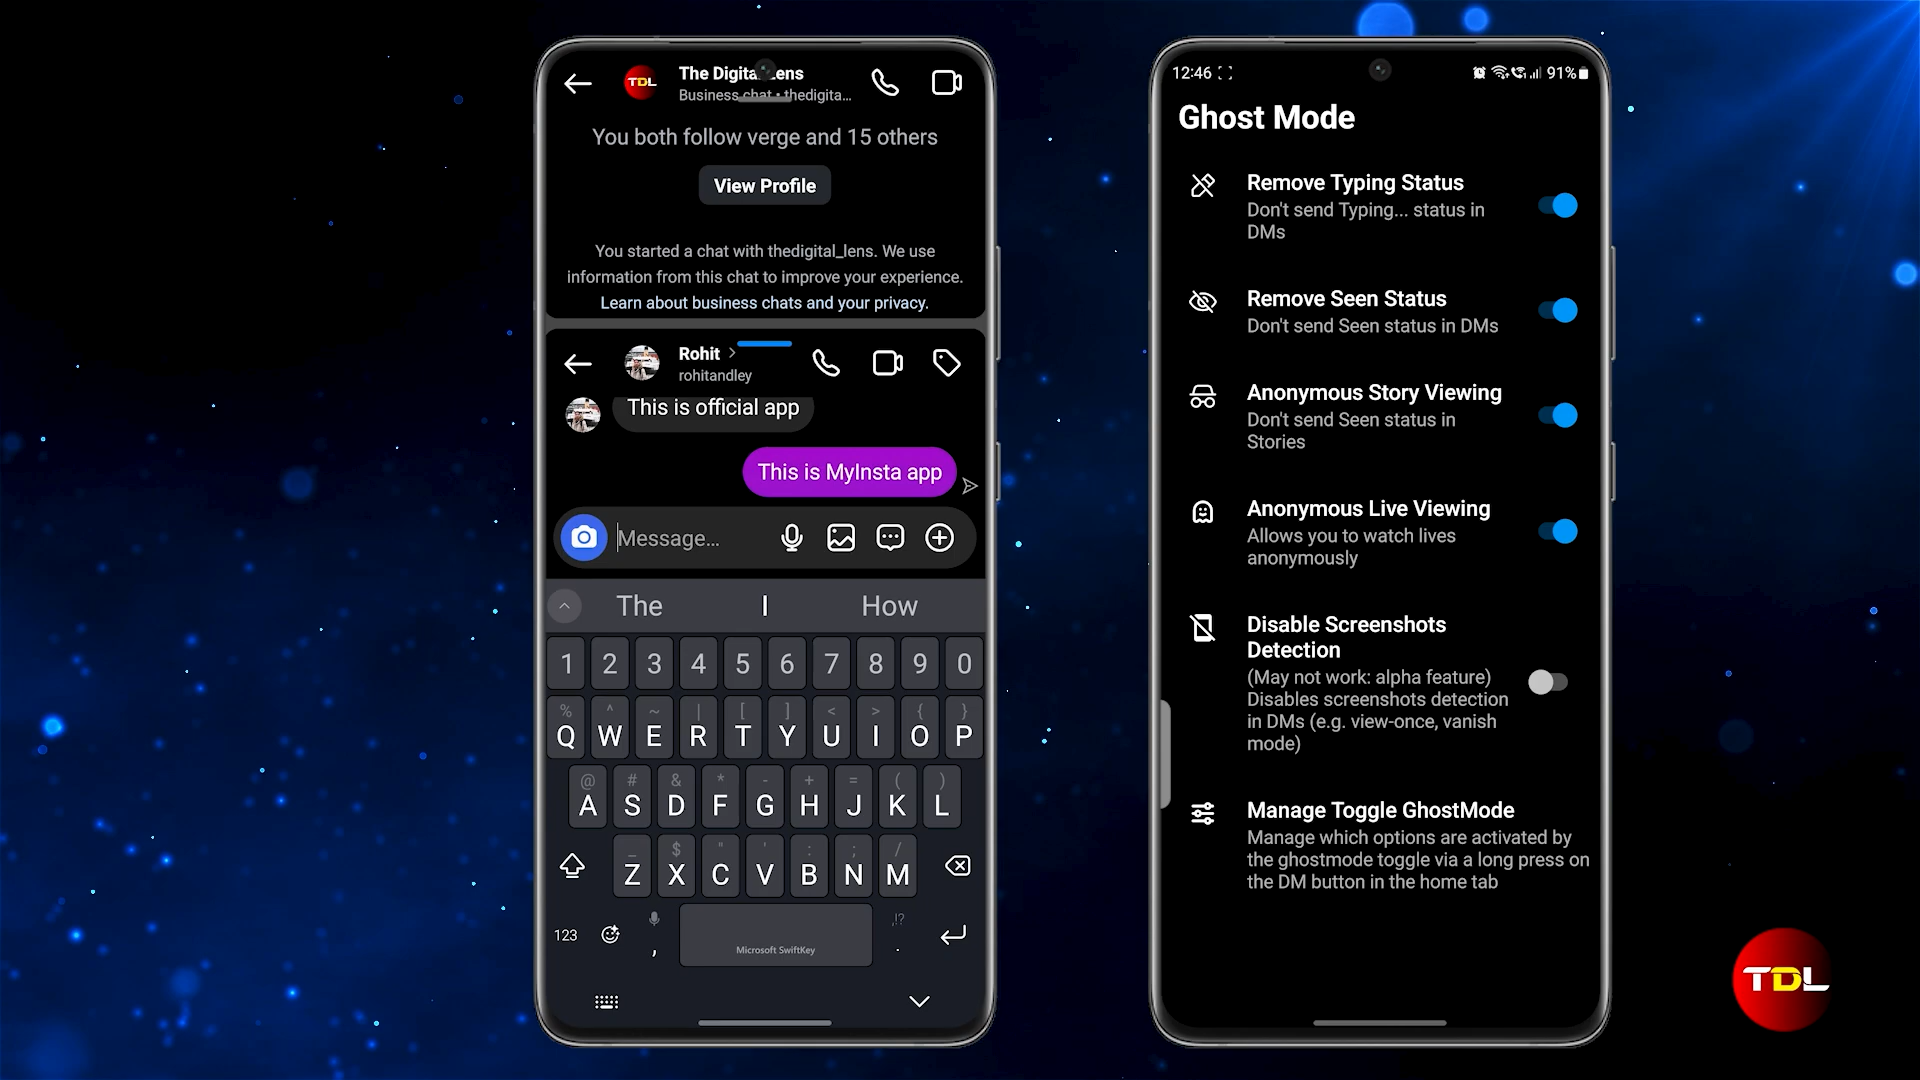 TDL
The Digital Lens
Business chat • thedigita...
You both follow verge and 15 others
View Profile
You started a chat with thedigital_lens. We use
information from this chat to improve your experience.
Learn about business chats and your privacy.
Rohit >
rohitandley
This is official app
This is MyInsta app
Message...
The I How
1 2 3 4 5 6 7 8 9 0
% ^ ~ | [ ] < > { }
Q W E R T Y U I O P
@ # & * - + = ( )
A S D F G H J K L
_ $ " ' : ; /
Z X C V B N M
,!?
123 , .
Microsoft SwiftKey
12:46 91%
Ghost Mode
Remove Typing Status
Don't send Typing... status in
DMs
Remove Seen Status
Don't send Seen status in DMs
Anonymous Story Viewing
Don't send Seen status in
Stories
Anonymous Live Viewing
Allows you to watch lives
anonymously
Disable Screenshots
Detection
(May not work: alpha feature)
Disables screenshots detection
in DMs (e.g. view-once, vanish
mode)
Manage Toggle GhostMode
Manage which options are activated by
the ghostmode toggle via a long press on
the DM button in the home tab
TDL